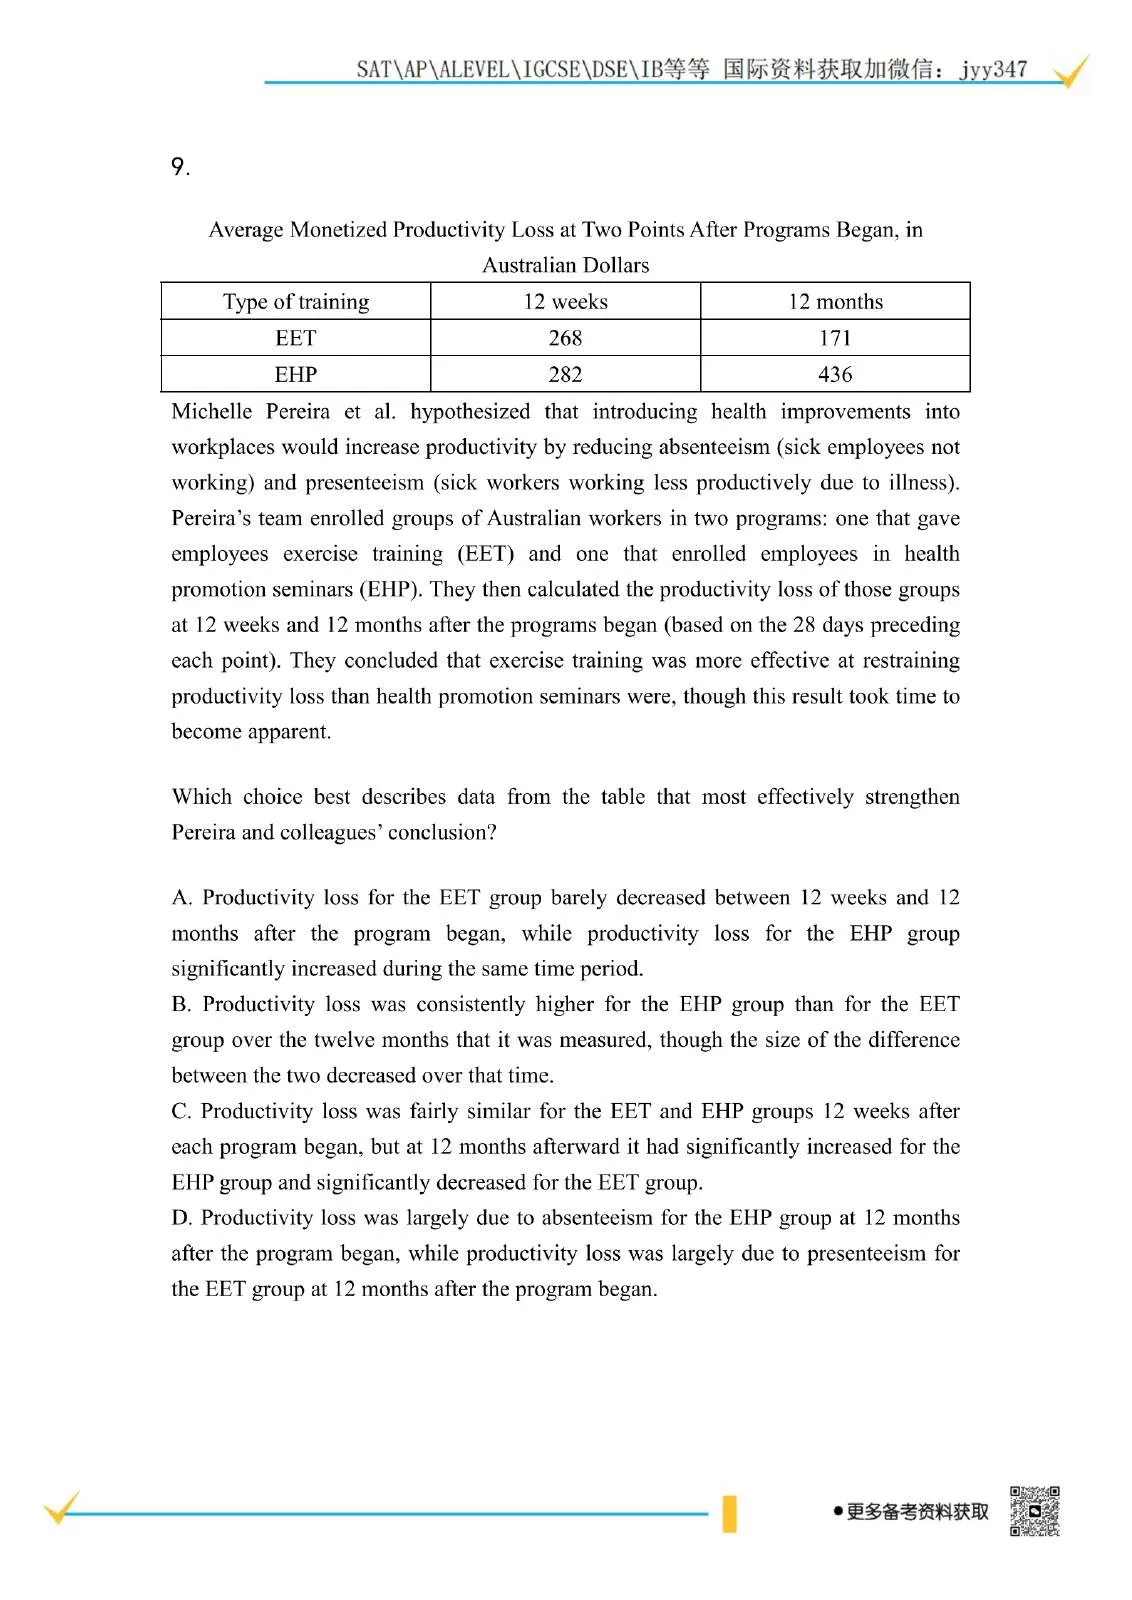 SAT\AP\ALEVEL\IGCSE\DSE\IB等等 国际资料获取加微信：jyy347
9.
Average Monetized Productivity Loss at Two Points After Programs Began, in
Australian Dollars
Type of training 12 weeks 12 months
EET 268 171
EHP 282 436
Michelle Pereira et al. hypothesized that introducing health improvements into
workplaces would increase productivity by reducing absenteeism (sick employees not
working) and presenteeism (sick workers working less productively due to illness).
Pereira’s team enrolled groups of Australian workers in two programs: one that gave
employees exercise training (EET) and one that enrolled employees in health
promotion seminars (EHP). They then calculated the productivity loss of those groups
at 12 weeks and 12 months after the programs began (based on the 28 days preceding
each point). They concluded that exercise training was more effective at restraining
productivity loss than health promotion seminars were, though this result took time to
become apparent.
Which choice best describes data from the table that most effectively strengthen
Pereira and colleagues’ conclusion?
A. Productivity loss for the EET group barely decreased between 12 weeks and 12
months after the program began, while productivity loss for the EHP group
significantly increased during the same time period.
B. Productivity loss was consistently higher for the EHP group than for the EET
group over the twelve months that it was measured, though the size of the difference
between the two decreased over that time.
C. Productivity loss was fairly similar for the EET and EHP groups 12 weeks after
each program began, but at 12 months afterward it had significantly increased for the
EHP group and significantly decreased for the EET group.
D. Productivity loss was largely due to absenteeism for the EHP group at 12 months
after the program began, while productivity loss was largely due to presenteeism for
the EET group at 12 months after the program began.
●更多备考资料获取